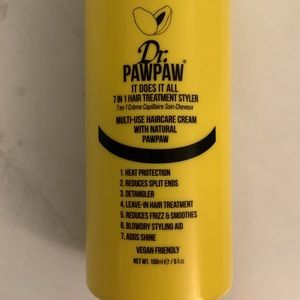 Dr.
PAWPAW®
IT DOES IT ALL
7 IN 1 HAIR TREATMENT STYLER
7 en 1 Crème Capillaire Soin Cheveux
MULTI-USE HAIRCARE CREAM
WITH NATURAL
PAWPAW
1. HEAT PROTECTION
2. REDUCES SPLIT ENDS
3. DETANGLER
4. LEAVE-IN HAIR TREATMENT
5. REDUCES FRIZZ & SMOOTHES
6. BLOWDRY STYLING AID
7. ADDS SHINE
VEGAN FRIENDLY
NET WT. 150ml ℮ / 5fl oz